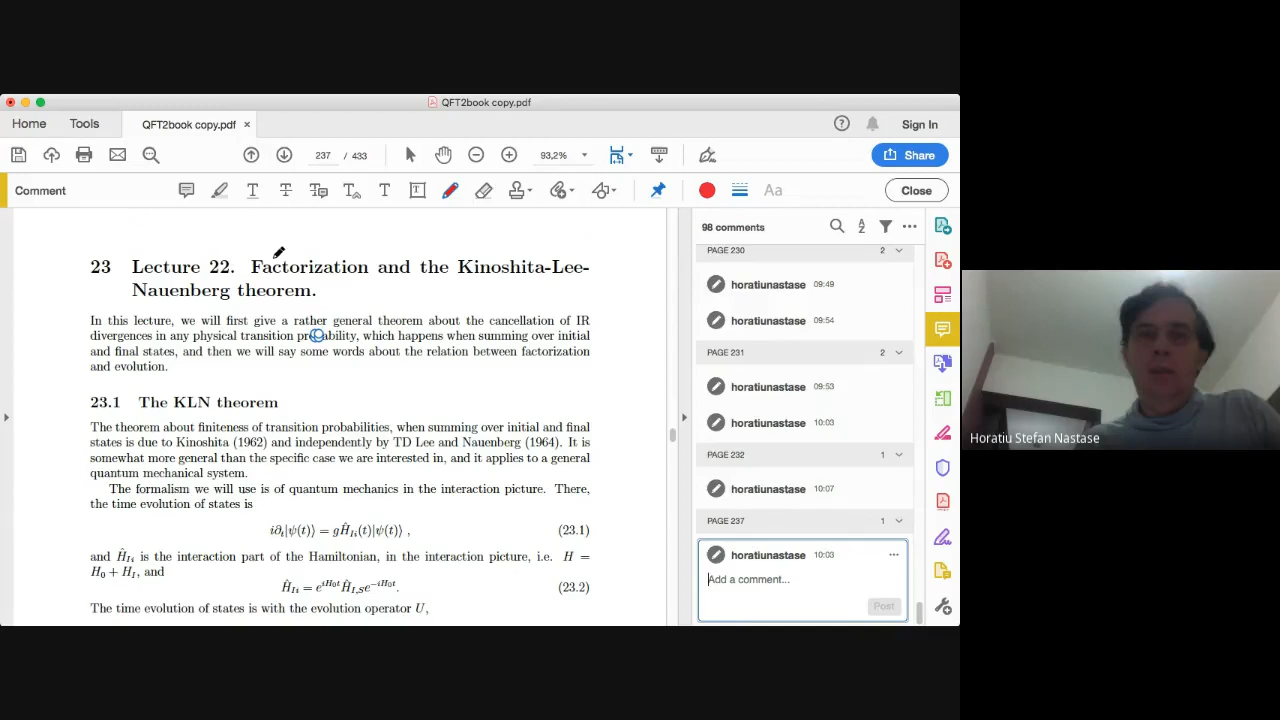 QFT2book copy.pdf
Home Tools QFT2book copy.pdf × Sign In
237 / 433 93,2% Share
Comment Aa Close
98 comments
23 Lecture 22. Factorization and the Kinoshita-Lee-
Nauenberg theorem.
In this lecture, we will first give a rather general theorem about the cancellation of IR
divergences in any physical transition probability, which happens when summing over initial
and final states, and then we will say some words about the relation between factorization
and evolution.
23.1 The KLN theorem
The theorem about finiteness of transition probabilities, when summing over initial and final
states is due to Kinoshita (1962) and independently by TD Lee and Nauenberg (1964). It is
somewhat more general than the specific case we are interested in, and it applies to a general
quantum mechanical system.
The formalism we will use is of quantum mechanics in the interaction picture. There,
the time evolution of states is
i∂ₜ|ψ(t)⟩ = gĤ_{Ii}(t)|ψ(t)⟩ , (23.1)
and Ĥ_{Ii} is the interaction part of the Hamiltonian, in the interaction picture, i.e. H =
H₀ + H_I, and
Ĥ_{Ii} = e^{iH₀t}Ĥ_{I,S}e^{−iH₀t}. (23.2)
The time evolution of states is with the evolution operator U,
PAGE 230 2
horatiunastase 09:49
horatiunastase 09:54
PAGE 231 2
horatiunastase 09:53
horatiunastase 10:03
PAGE 232 1
horatiunastase 10:07
PAGE 237 1
horatiunastase 10:03
Add a comment...
Post
Horatiu Stefan Nastase